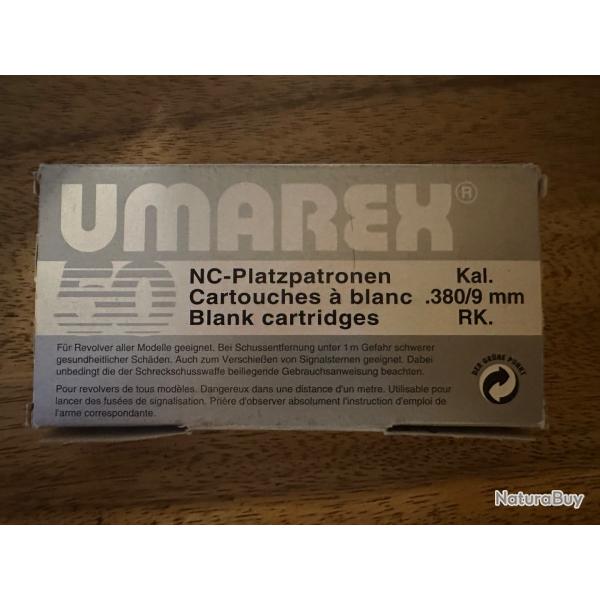 UMAREX®
50
NC-Platzpatronen Kal.
Cartouches à blanc .380/9 mm
Blank cartridges RK.
Für Revolver aller Modelle geeignet. Bei Schussentfernung unter 1 m Gefahr schwerer
gesundheitlicher Schäden. Auch zum Verschießen von Signalsternen geeignet. Dabei
unbedingt die der Schreckschusswaffe beiliegende Gebrauchsanweisung beachten.
Pour revolvers de tous modèles. Dangereux dans une distance d'un metre. Utilisable pour
lancer des fusées de signalisation. Prière d'observer absolument l'instruction d'emploi de
l'arme correspondante.
DER GRÜNE PUNKT
NaturaBuy